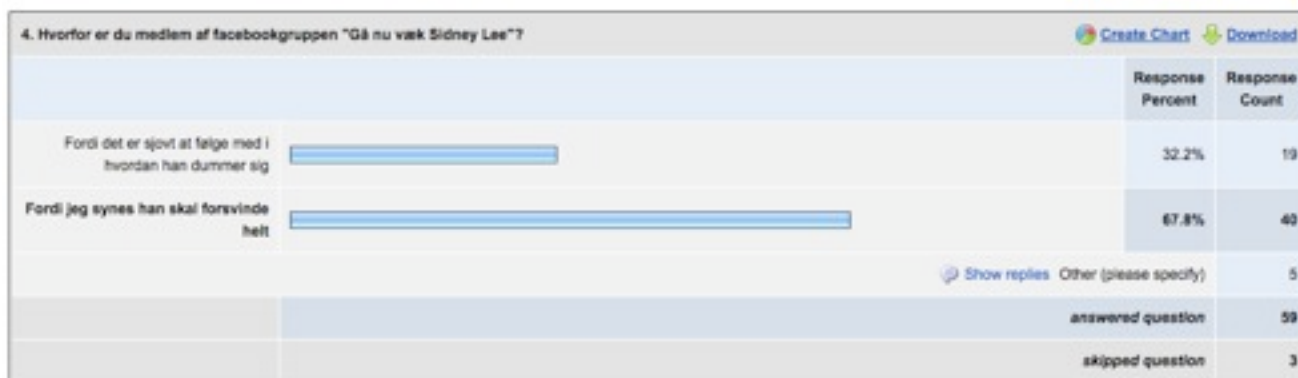 4. Hvorfor er du medlem af facebookgruppen "Gå nu væk Sidney Lee"?
Create Chart Download
Response Percent
Response Count
Fordi det er sjovt at følge med i
hvordan han dummer sig
32.2% 19
Fordi jeg synes han skal forsvinde
helt
67.8% 40
Show replies Other (please specify) 5
answered question 59
skipped question 3